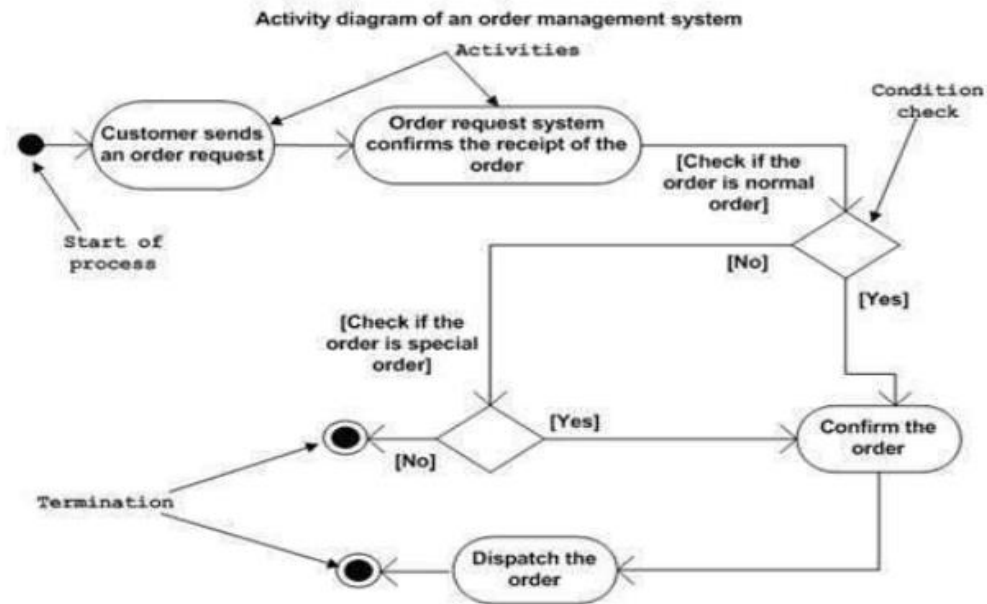 Activity diagram of an order management system
Activities
Condition
check
Customer sends
an order request
Order request system
confirms the receipt of the
order
[Check if the
order is normal
order]
Start of
process
[No]
[Yes]
[Check if the
order is special
order]
[Yes]
[No]
Confirm the
order
Termination
Dispatch the
order